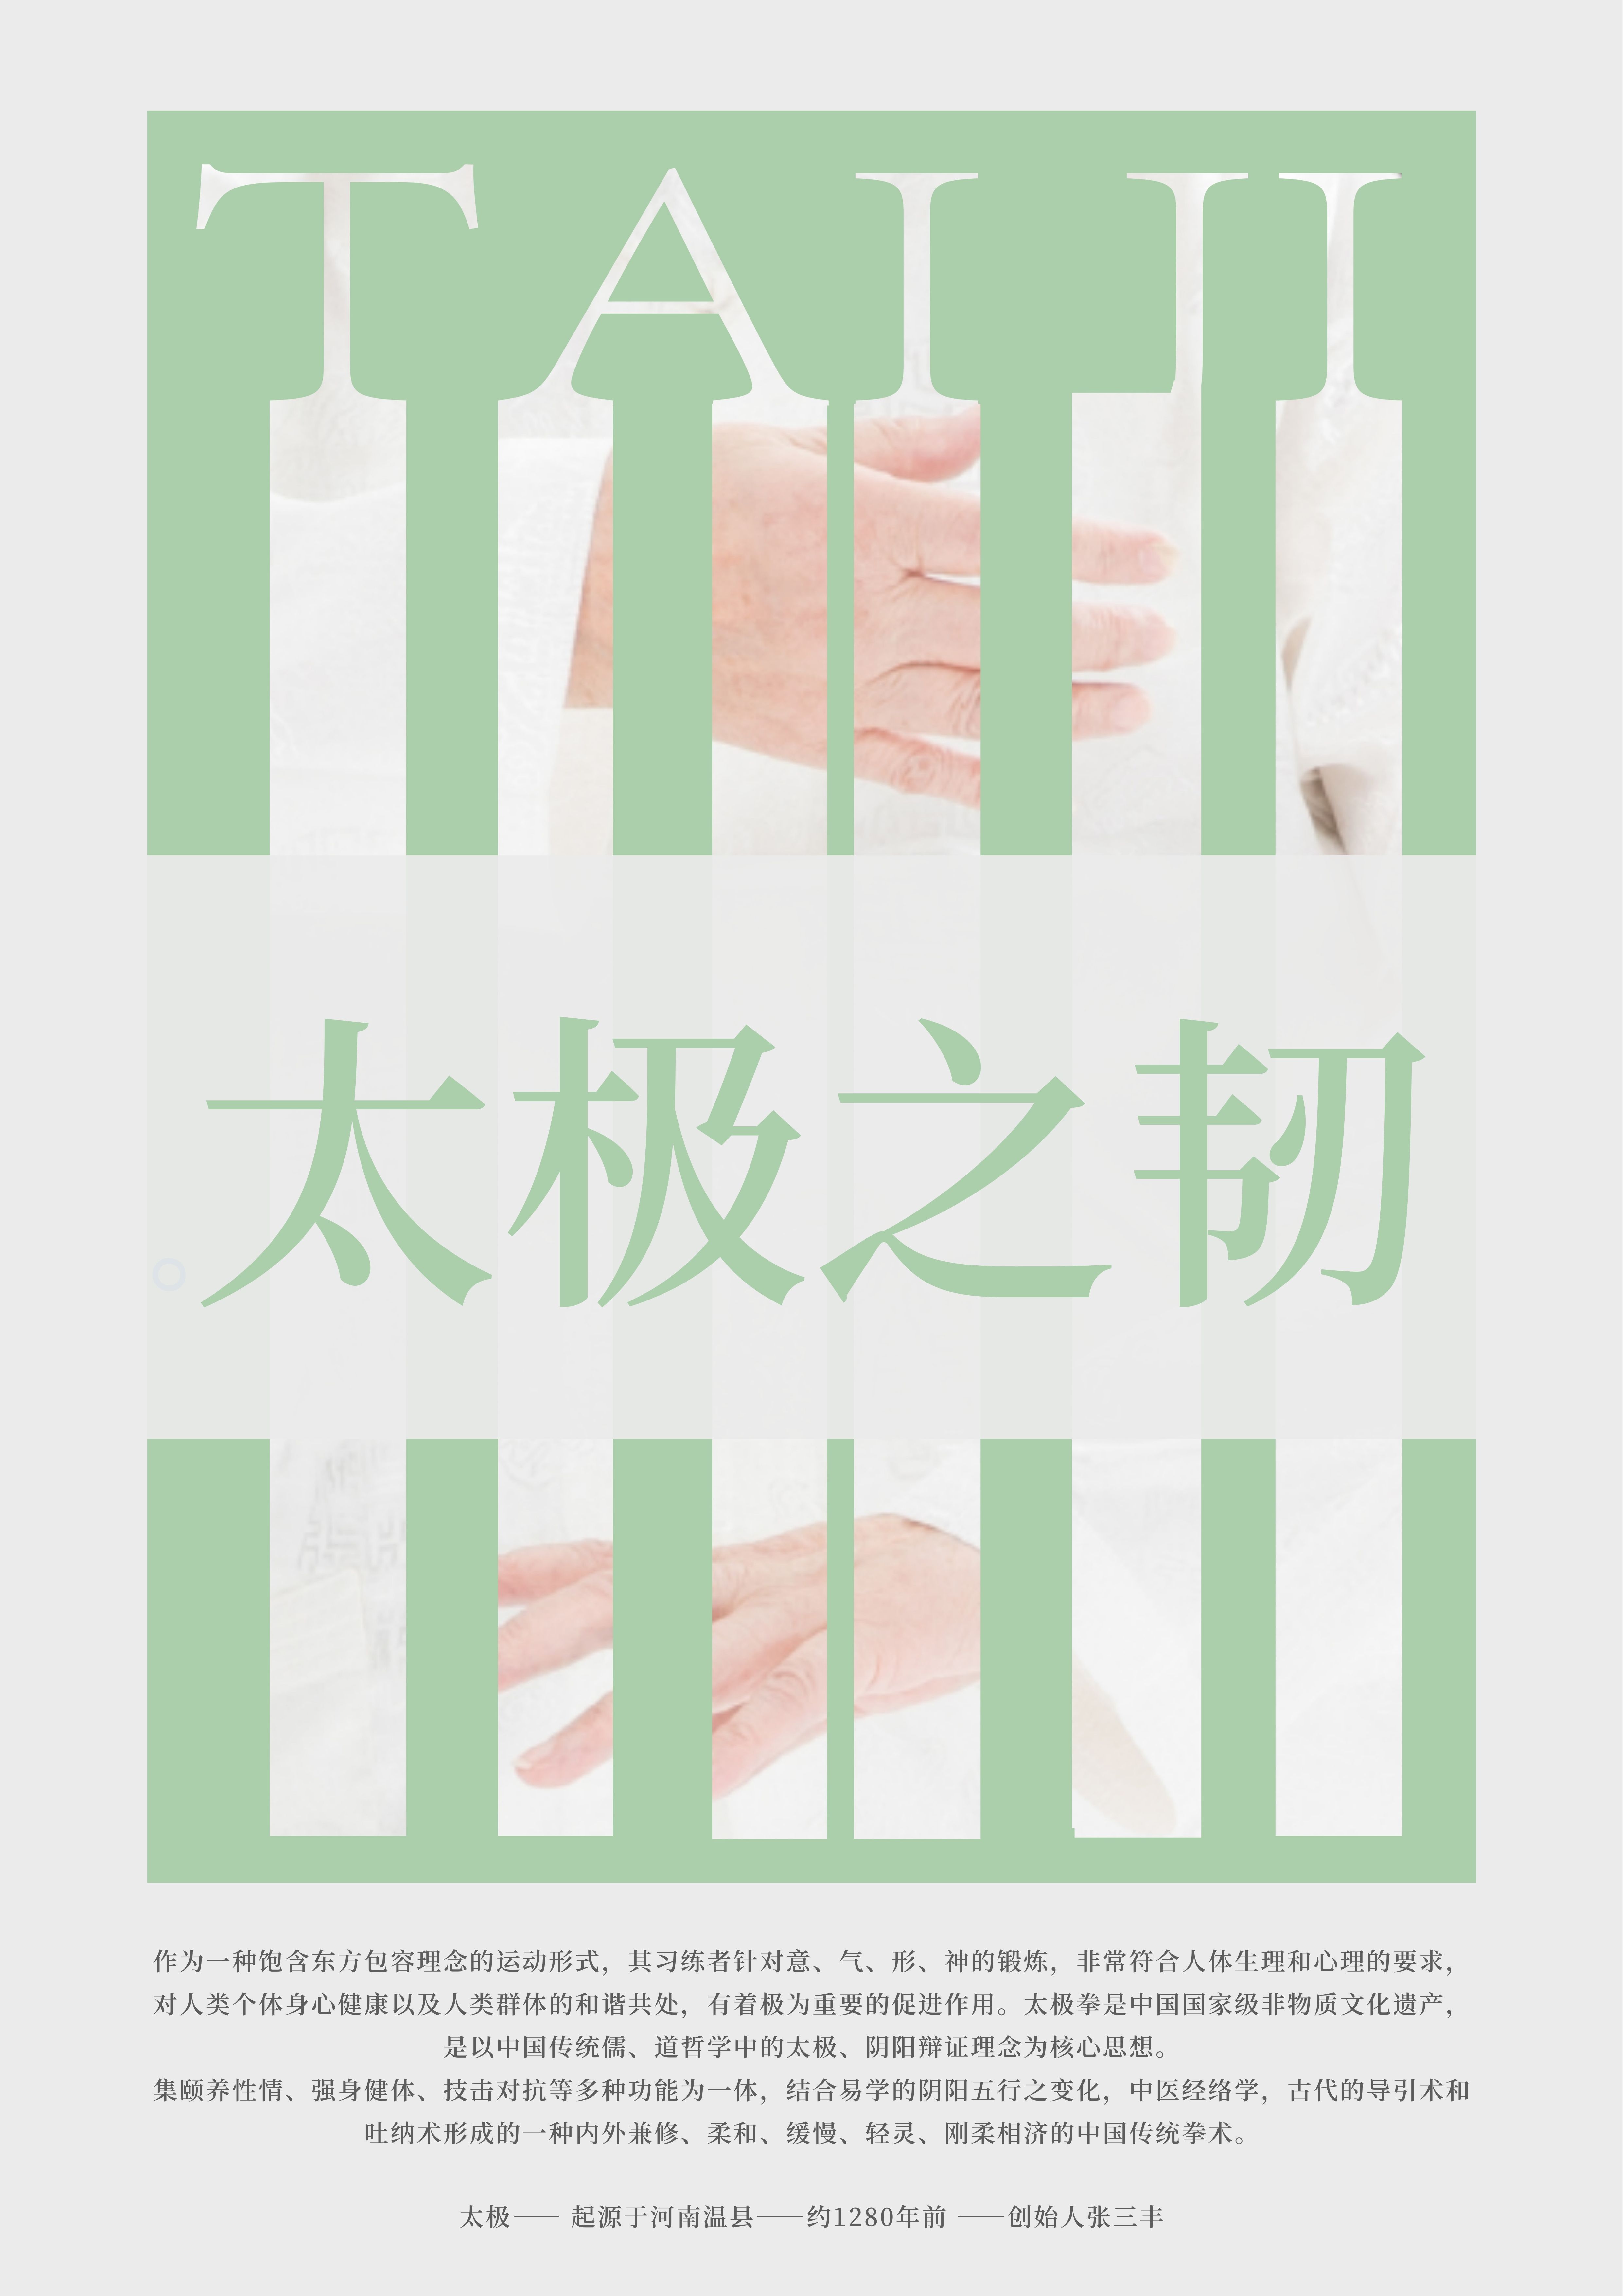 TAIJI
太极之韧
作为一种饱含东方包容理念的运动形式，其习练者针对意、气、形、神的锻炼，非常符合人体生理和心理的要求，
对人类个体身心健康以及人类群体的和谐共处，有着极为重要的促进作用。太极拳是中国国家级非物质文化遗产，
是以中国传统儒、道哲学中的太极、阴阳辩证理念为核心思想。
集颐养性情、强身健体、技击对抗等多种功能为一体，结合易学的阴阳五行之变化，中医经络学，古代的导引术和
吐纳术形成的一种内外兼修、柔和、缓慢、轻灵、刚柔相济的中国传统拳术。
太极—— 起源于河南温县——约1280年前 ——创始人张三丰